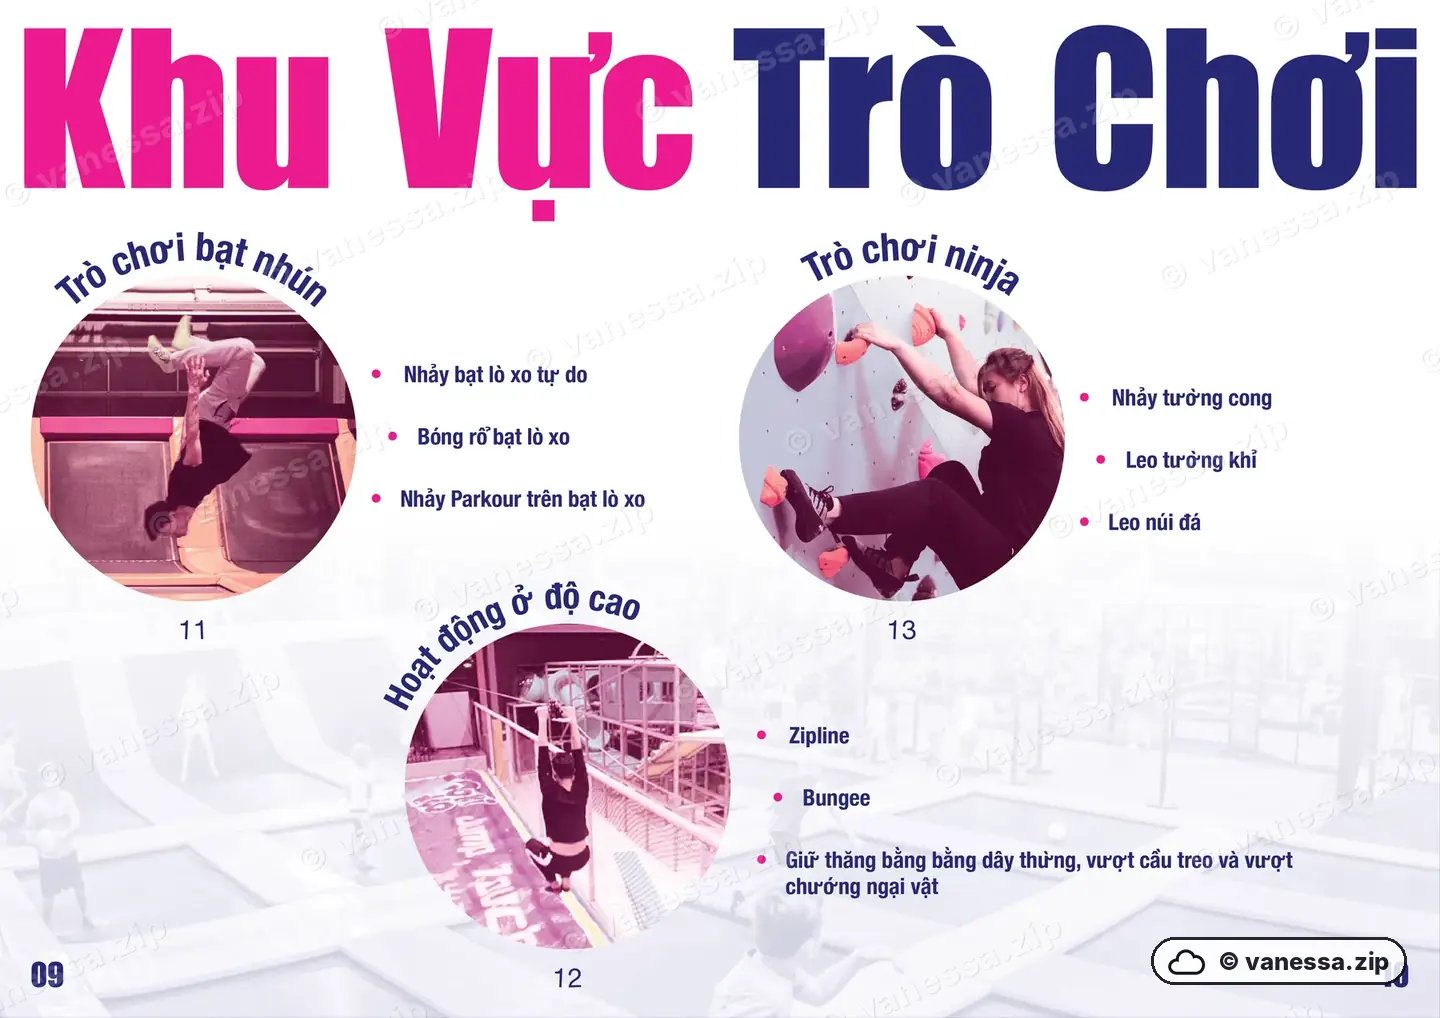 Khu Vực Trò Chơi
Trò chơi bạt nhún
Nhảy bạt lò xo tự do
Bóng rổ bạt lò xo
Nhảy Parkour trên bạt lò xo
11
Trò chơi ninja
Nhảy tường cong
Leo tường khỉ
Leo núi đá
13
Hoạt động ở độ cao
Zipline
Bungee
Giữ thăng bằng bằng dây thừng, vượt cầu treo và vượt
chướng ngại vật
12
09
© vanessa.zip